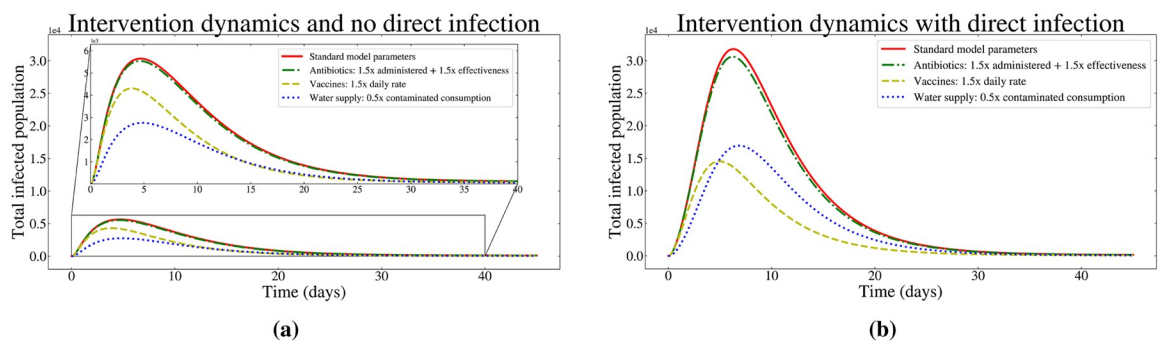 Intervention dynamics and no direct infection
1e4
Total infected population
3.0
2.5
2.0
1.5
1.0
0.5
0.0
0
10
20
30
40
Time (days)
1e3
6
5
4
3
2
1
0
5
10
15
20
25
30
35
40
Standard model parameters
Antibiotics: 1.5x administered + 1.5x effectiveness
Vaccines: 1.5x daily rate
Water supply: 0.5x contaminated consumption
(a)
Intervention dynamics with direct infection
1e4
Total infected population
3.0
2.5
2.0
1.5
1.0
0.5
0.0
0
10
20
30
40
Time (days)
Standard model parameters
Antibiotics: 1.5x administered + 1.5x effectiveness
Vaccines: 1.5x daily rate
Water supply: 0.5x contaminated consumption
(b)